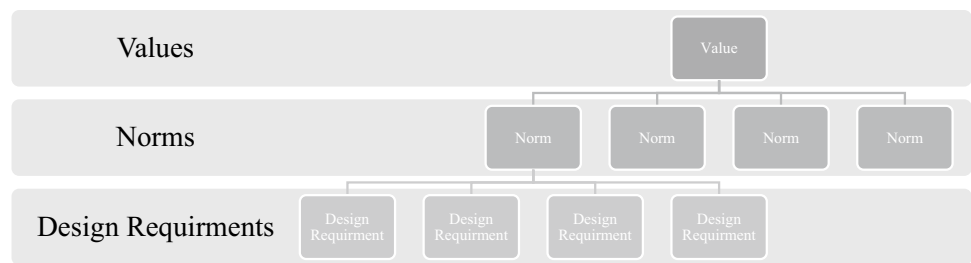 Values
Value
Norms
Norm
Norm
Norm
Norm
Design Requirments
Design
Requirment
Design
Requirment
Design
Requirment
Design
Requirment